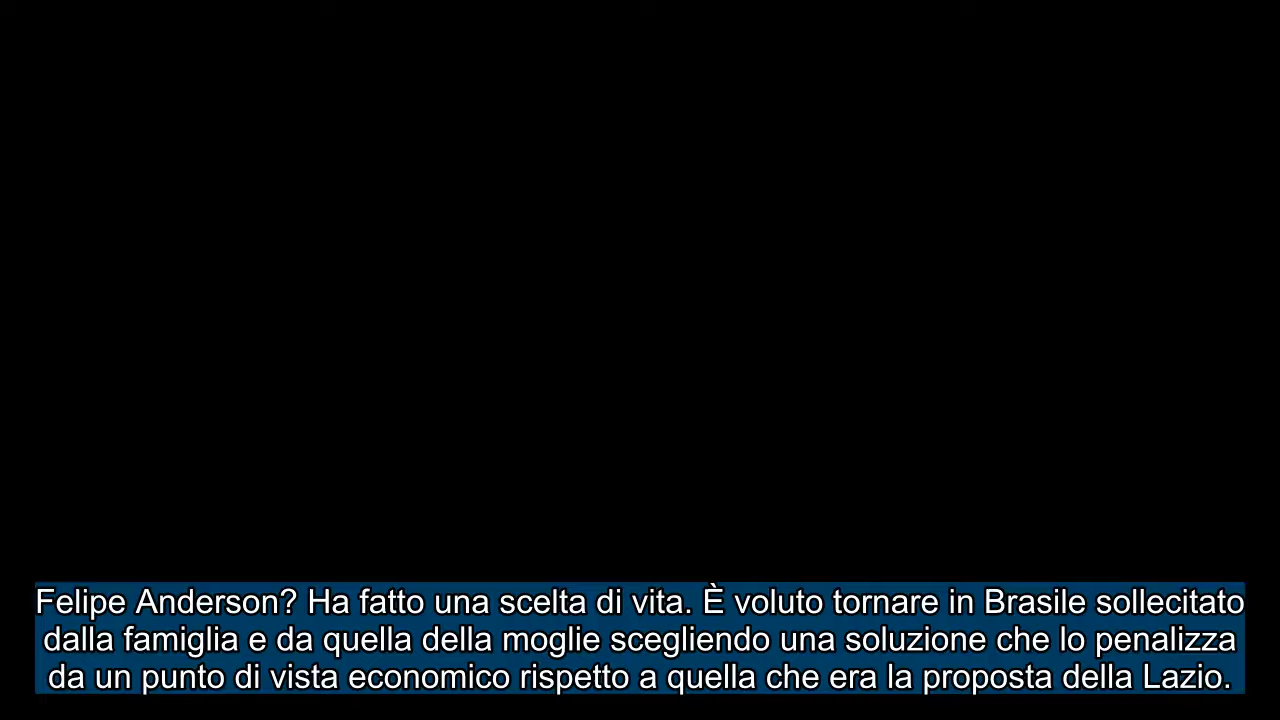 Felipe Anderson? Ha fatto una scelta di vita. È voluto tornare in Brasile sollecitato
dalla famiglia e da quella della moglie scegliendo una soluzione che lo penalizza
da un punto di vista economico rispetto a quella che era la proposta della Lazio.